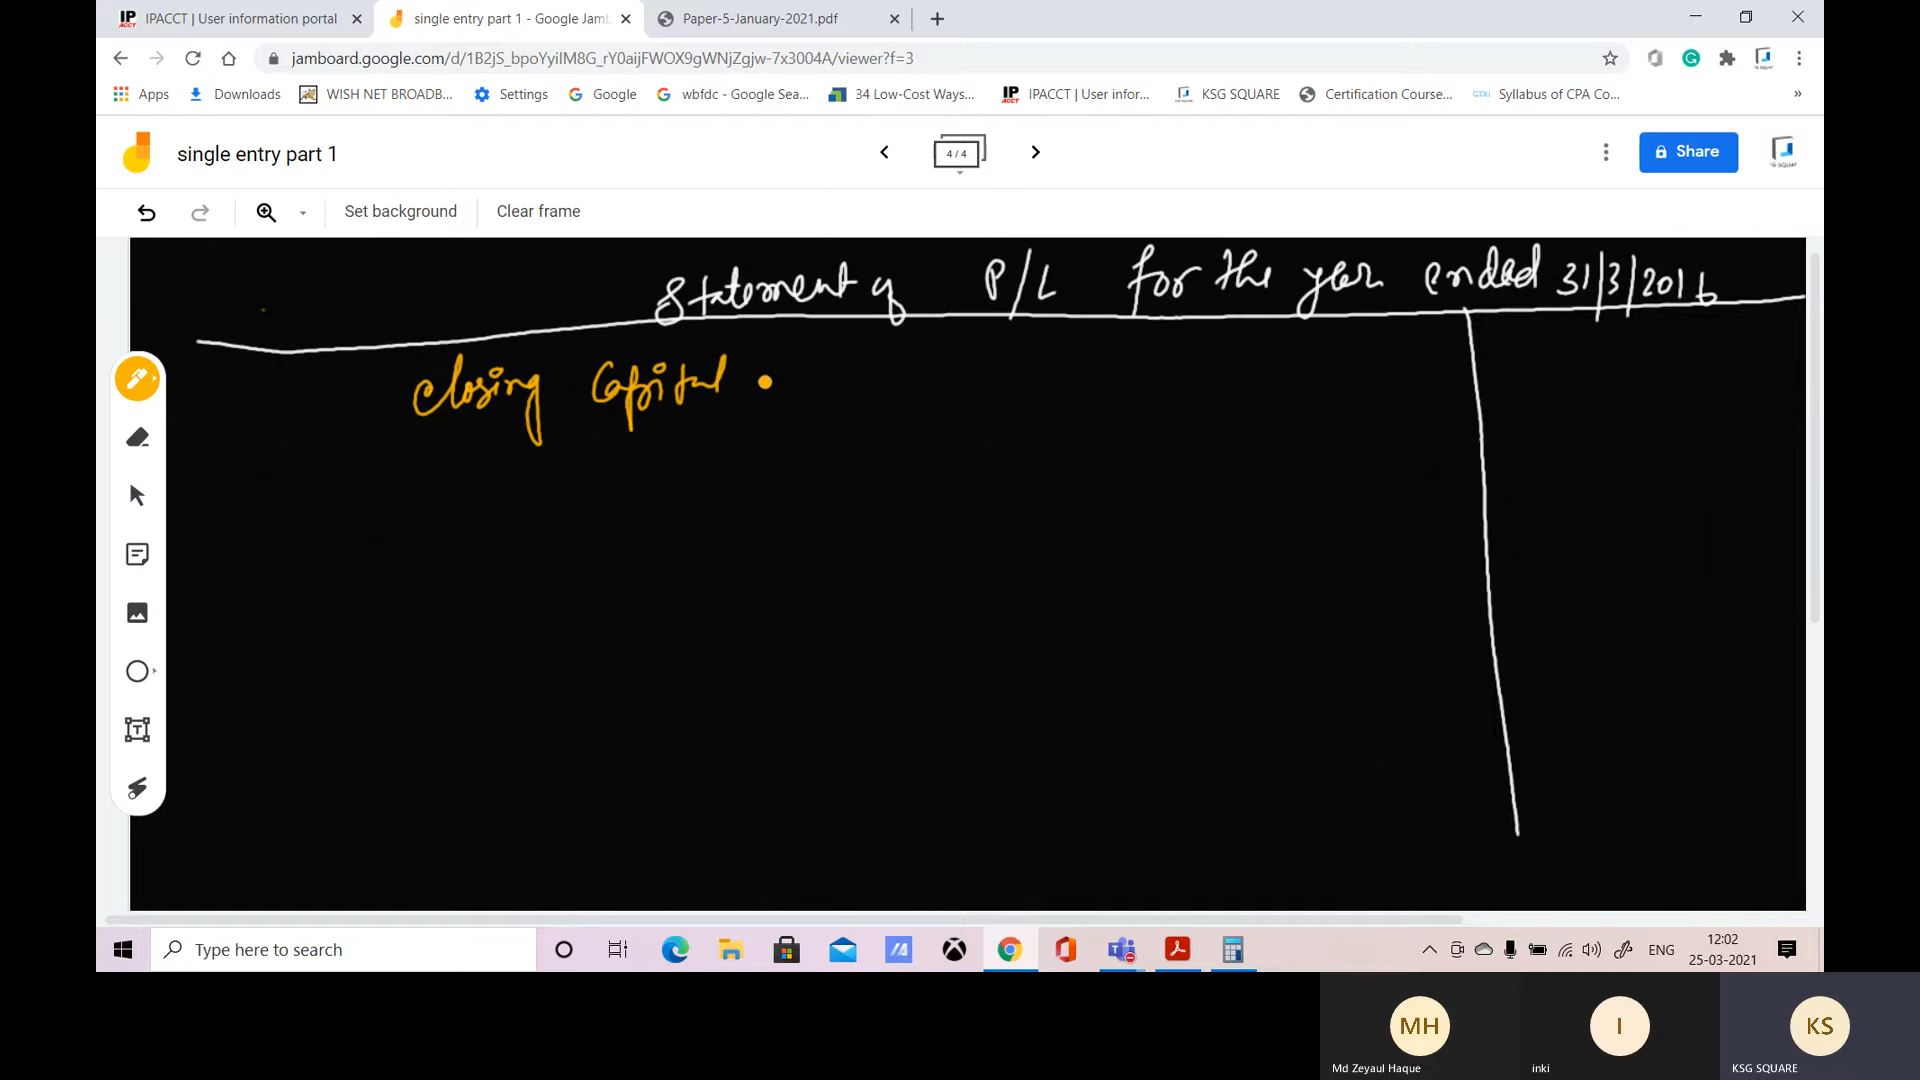 IPACCT | User information portal
single entry part 1 - Google Jamb
Paper-5-January-2021.pdf
jamboard.google.com/d/1B2jS_bpoYyiIM8G_rY0aijFWOX9gWNjZgjw-7x3004A/viewer?f=3
Apps
Downloads
WISH NET BROADB...
Settings
Google
wbfdc - Google Sea...
34 Low-Cost Ways...
IPACCT | User infor...
KSG SQUARE
Certification Course...
Syllabus of CPA Co...
»
single entry part 1
4 / 4
Share
Set background
Clear frame
Statement of P/L for the year ended 31/3/2016
Closing Capital
Type here to search
ENG
12:02
25-03-2021
MH
I
KS
Md Zeyaul Haque
inki
KSG SQUARE